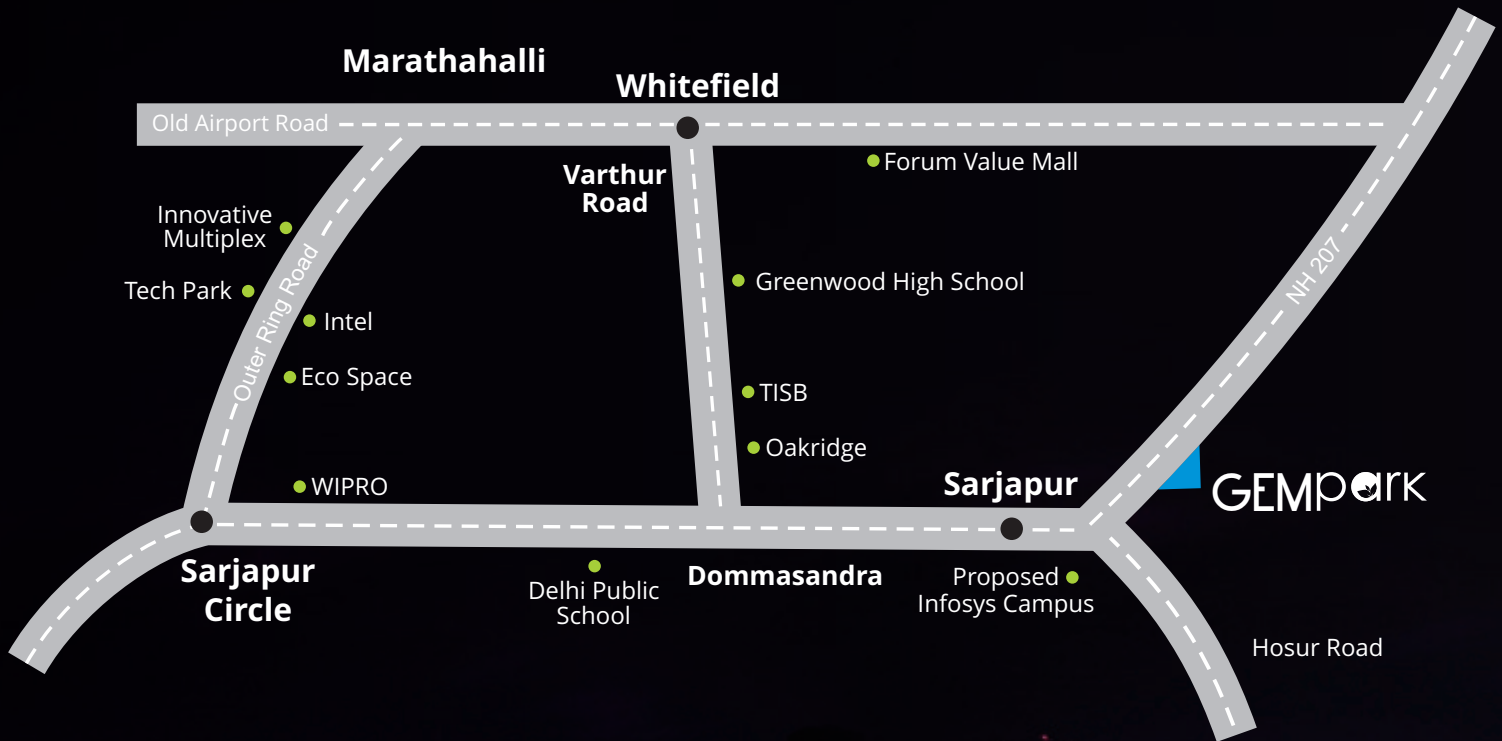 Marathahalli
Whitefield
Old Airport Road
Forum Value Mall
Varthur
Road
Innovative
Multiplex
Outer Ring Road
NH 207
Greenwood High School
Tech Park
Intel
Eco Space
TISB
Oakridge
WIPRO
Sarjapur
GEMpark
Sarjapur
Circle
Delhi Public
School
Dommasandra
Proposed
Infosys Campus
Hosur Road